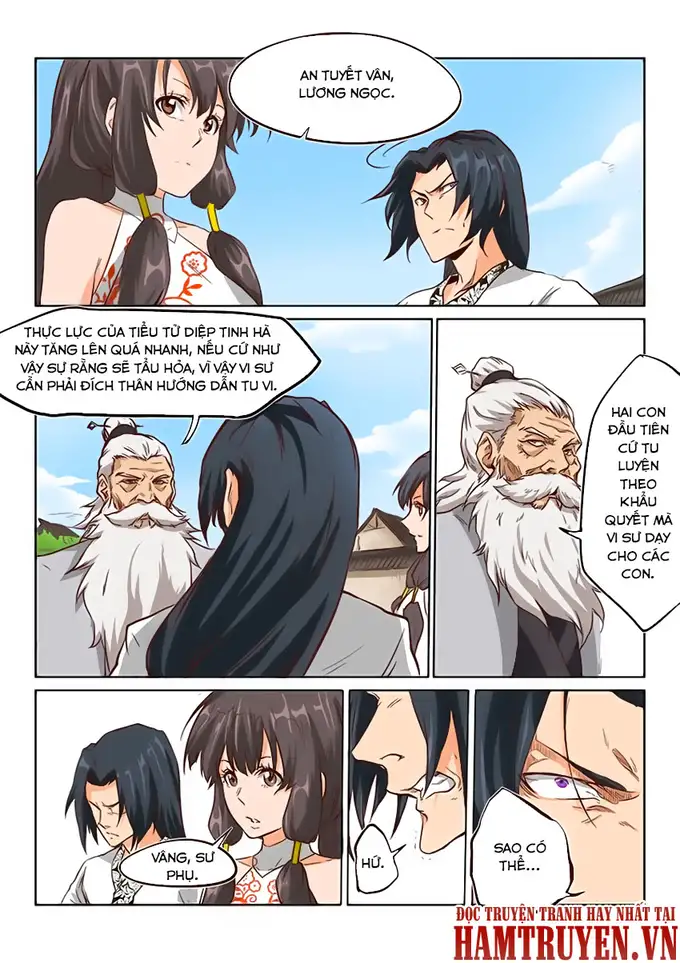 AN TUYẾT VÂN,
LƯƠNG NGỌC.
THỰC LỰC CỦA TIỂU TỬ DIỆP TINH HÀ
NÀY TĂNG LÊN QUÁ NHANH, NẾU CỨ NHƯ
VẬY SỰ RẰNG SẼ TẨU HỎA, VÌ VẬY VI SƯ
CẦN PHẢI ĐÍCH THÂN HƯỚNG DẪN TU VI.
HAI CON
ĐẦU TIÊN
CỨ TU
LUYỆN
THEO
KHẨU
QUYẾT MÀ
VI SƯ DẠY
CHO CÁC
CON.
VÂNG, SƯ
PHỤ.
HỪ.
SAO CÓ
THỂ...
ĐỌC TRUYỆN TRANH HAY NHẤT TẠI
HAMTRUYEN.VN